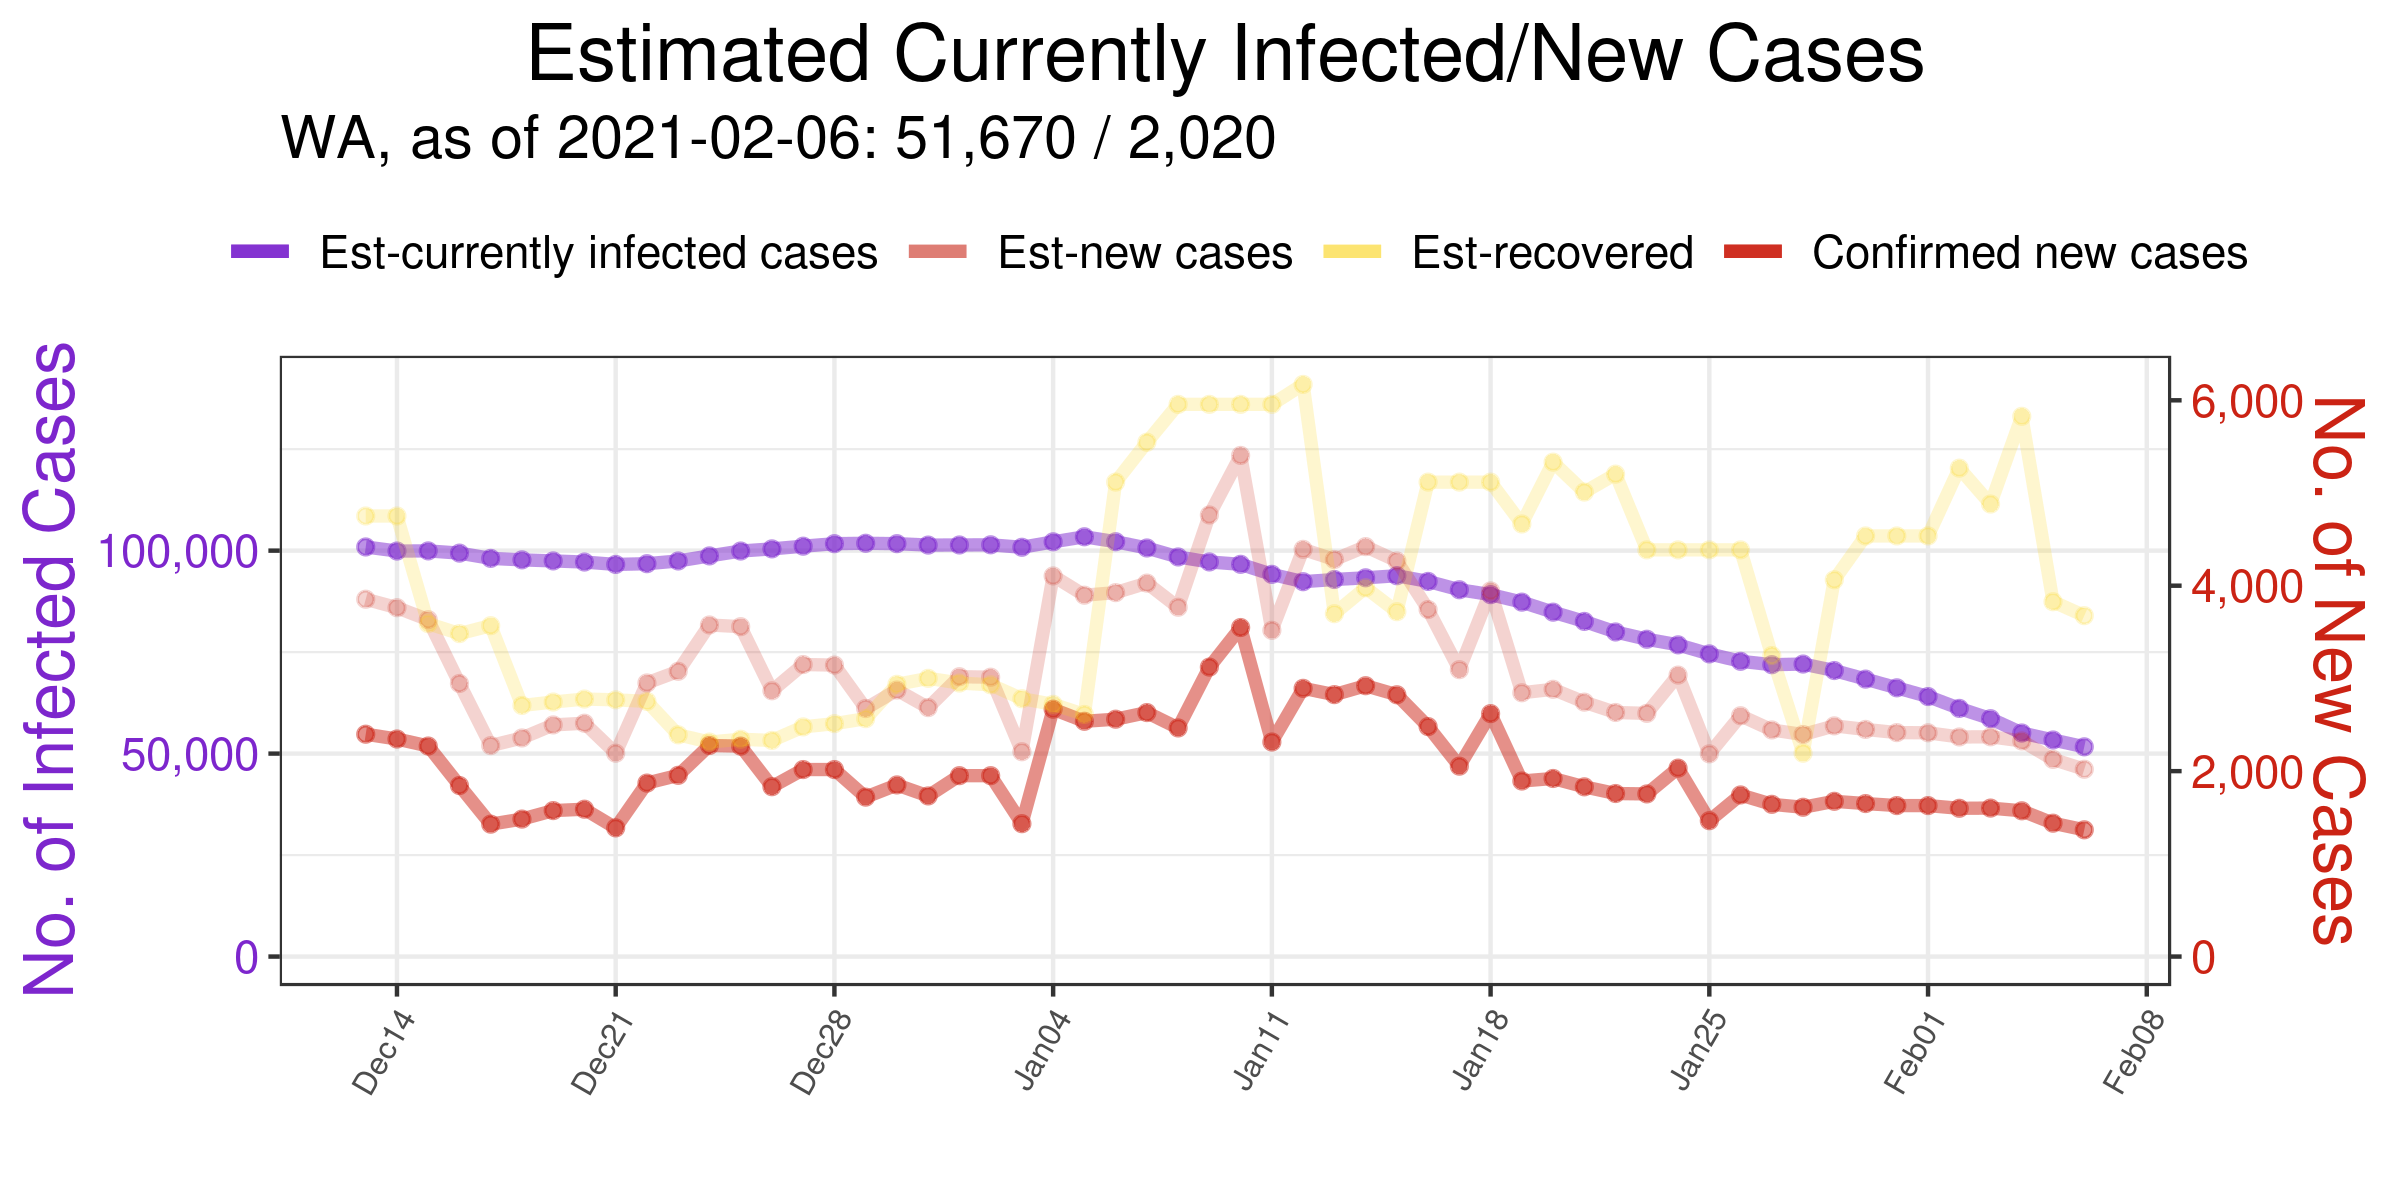 Estimated Currently Infected/New Cases
WA, as of 2021-02-06: 51,670 / 2,020
Est-currently infected cases Est-new cases Est-recovered Confirmed new cases
No. of Infected Cases
100,000
50,000
0
6,000
4,000
2,000
0
No. of New Cases
Dec14 Dec21 Dec28 Jan04 Jan11 Jan18 Jan25 Feb01 Feb08